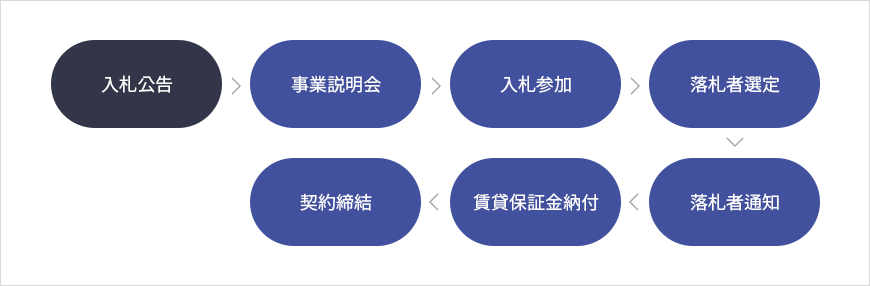 入札公告
事業説明会
入札参加
落札者選定
落札者通知
賃貸保証金納付
契約締結